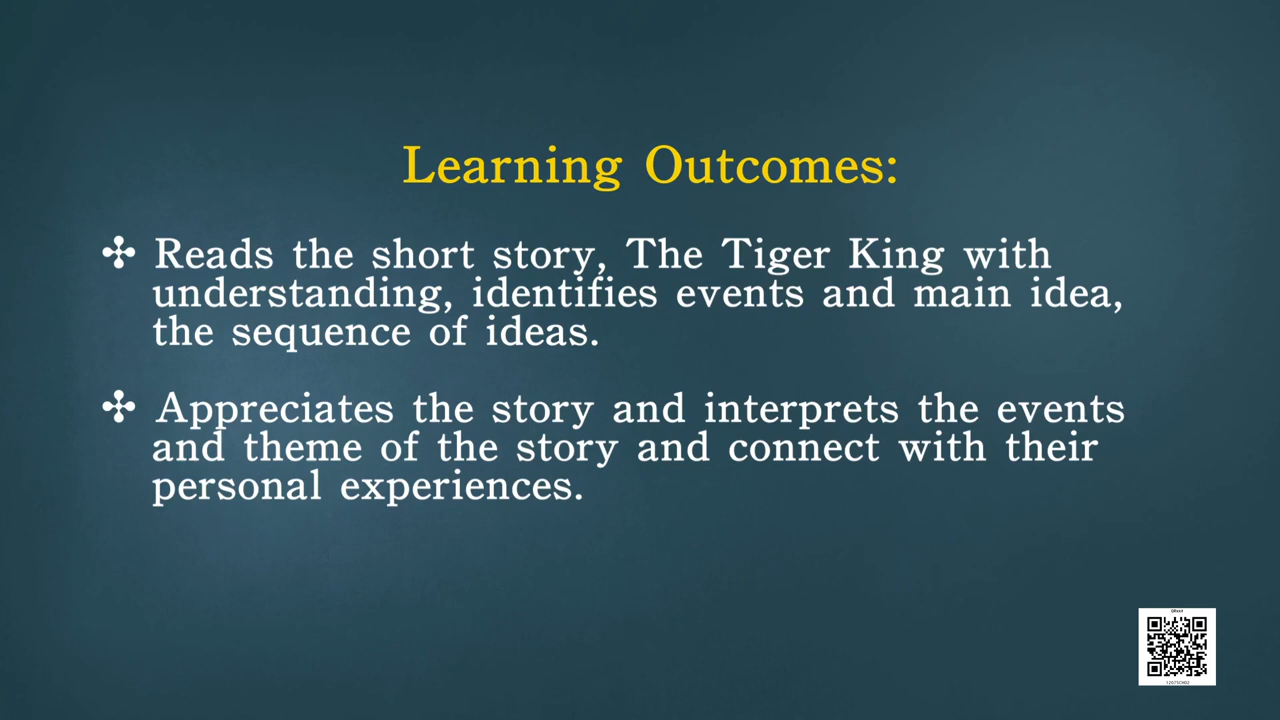 Learning Outcomes:
✣ Reads the short story, The Tiger King with
understanding, identifies events and main idea,
the sequence of ideas.
✣ Appreciates the story and interprets the events
and theme of the story and connect with their
personal experiences.